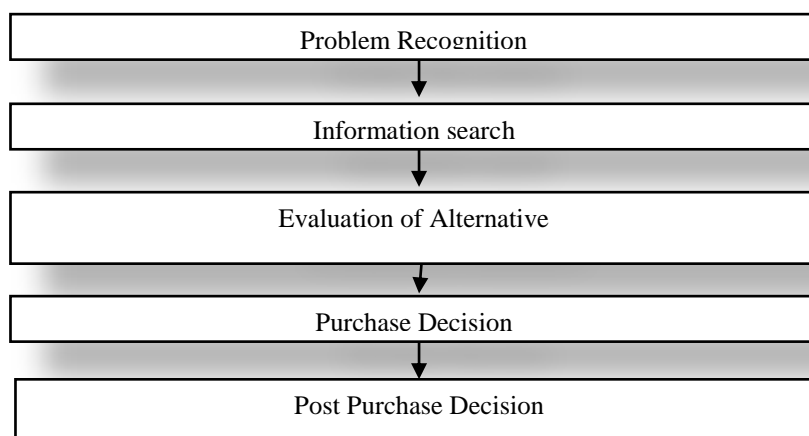 Problem Recognition
Information search
Evaluation of Alternative
Purchase Decision
Post Purchase Decision